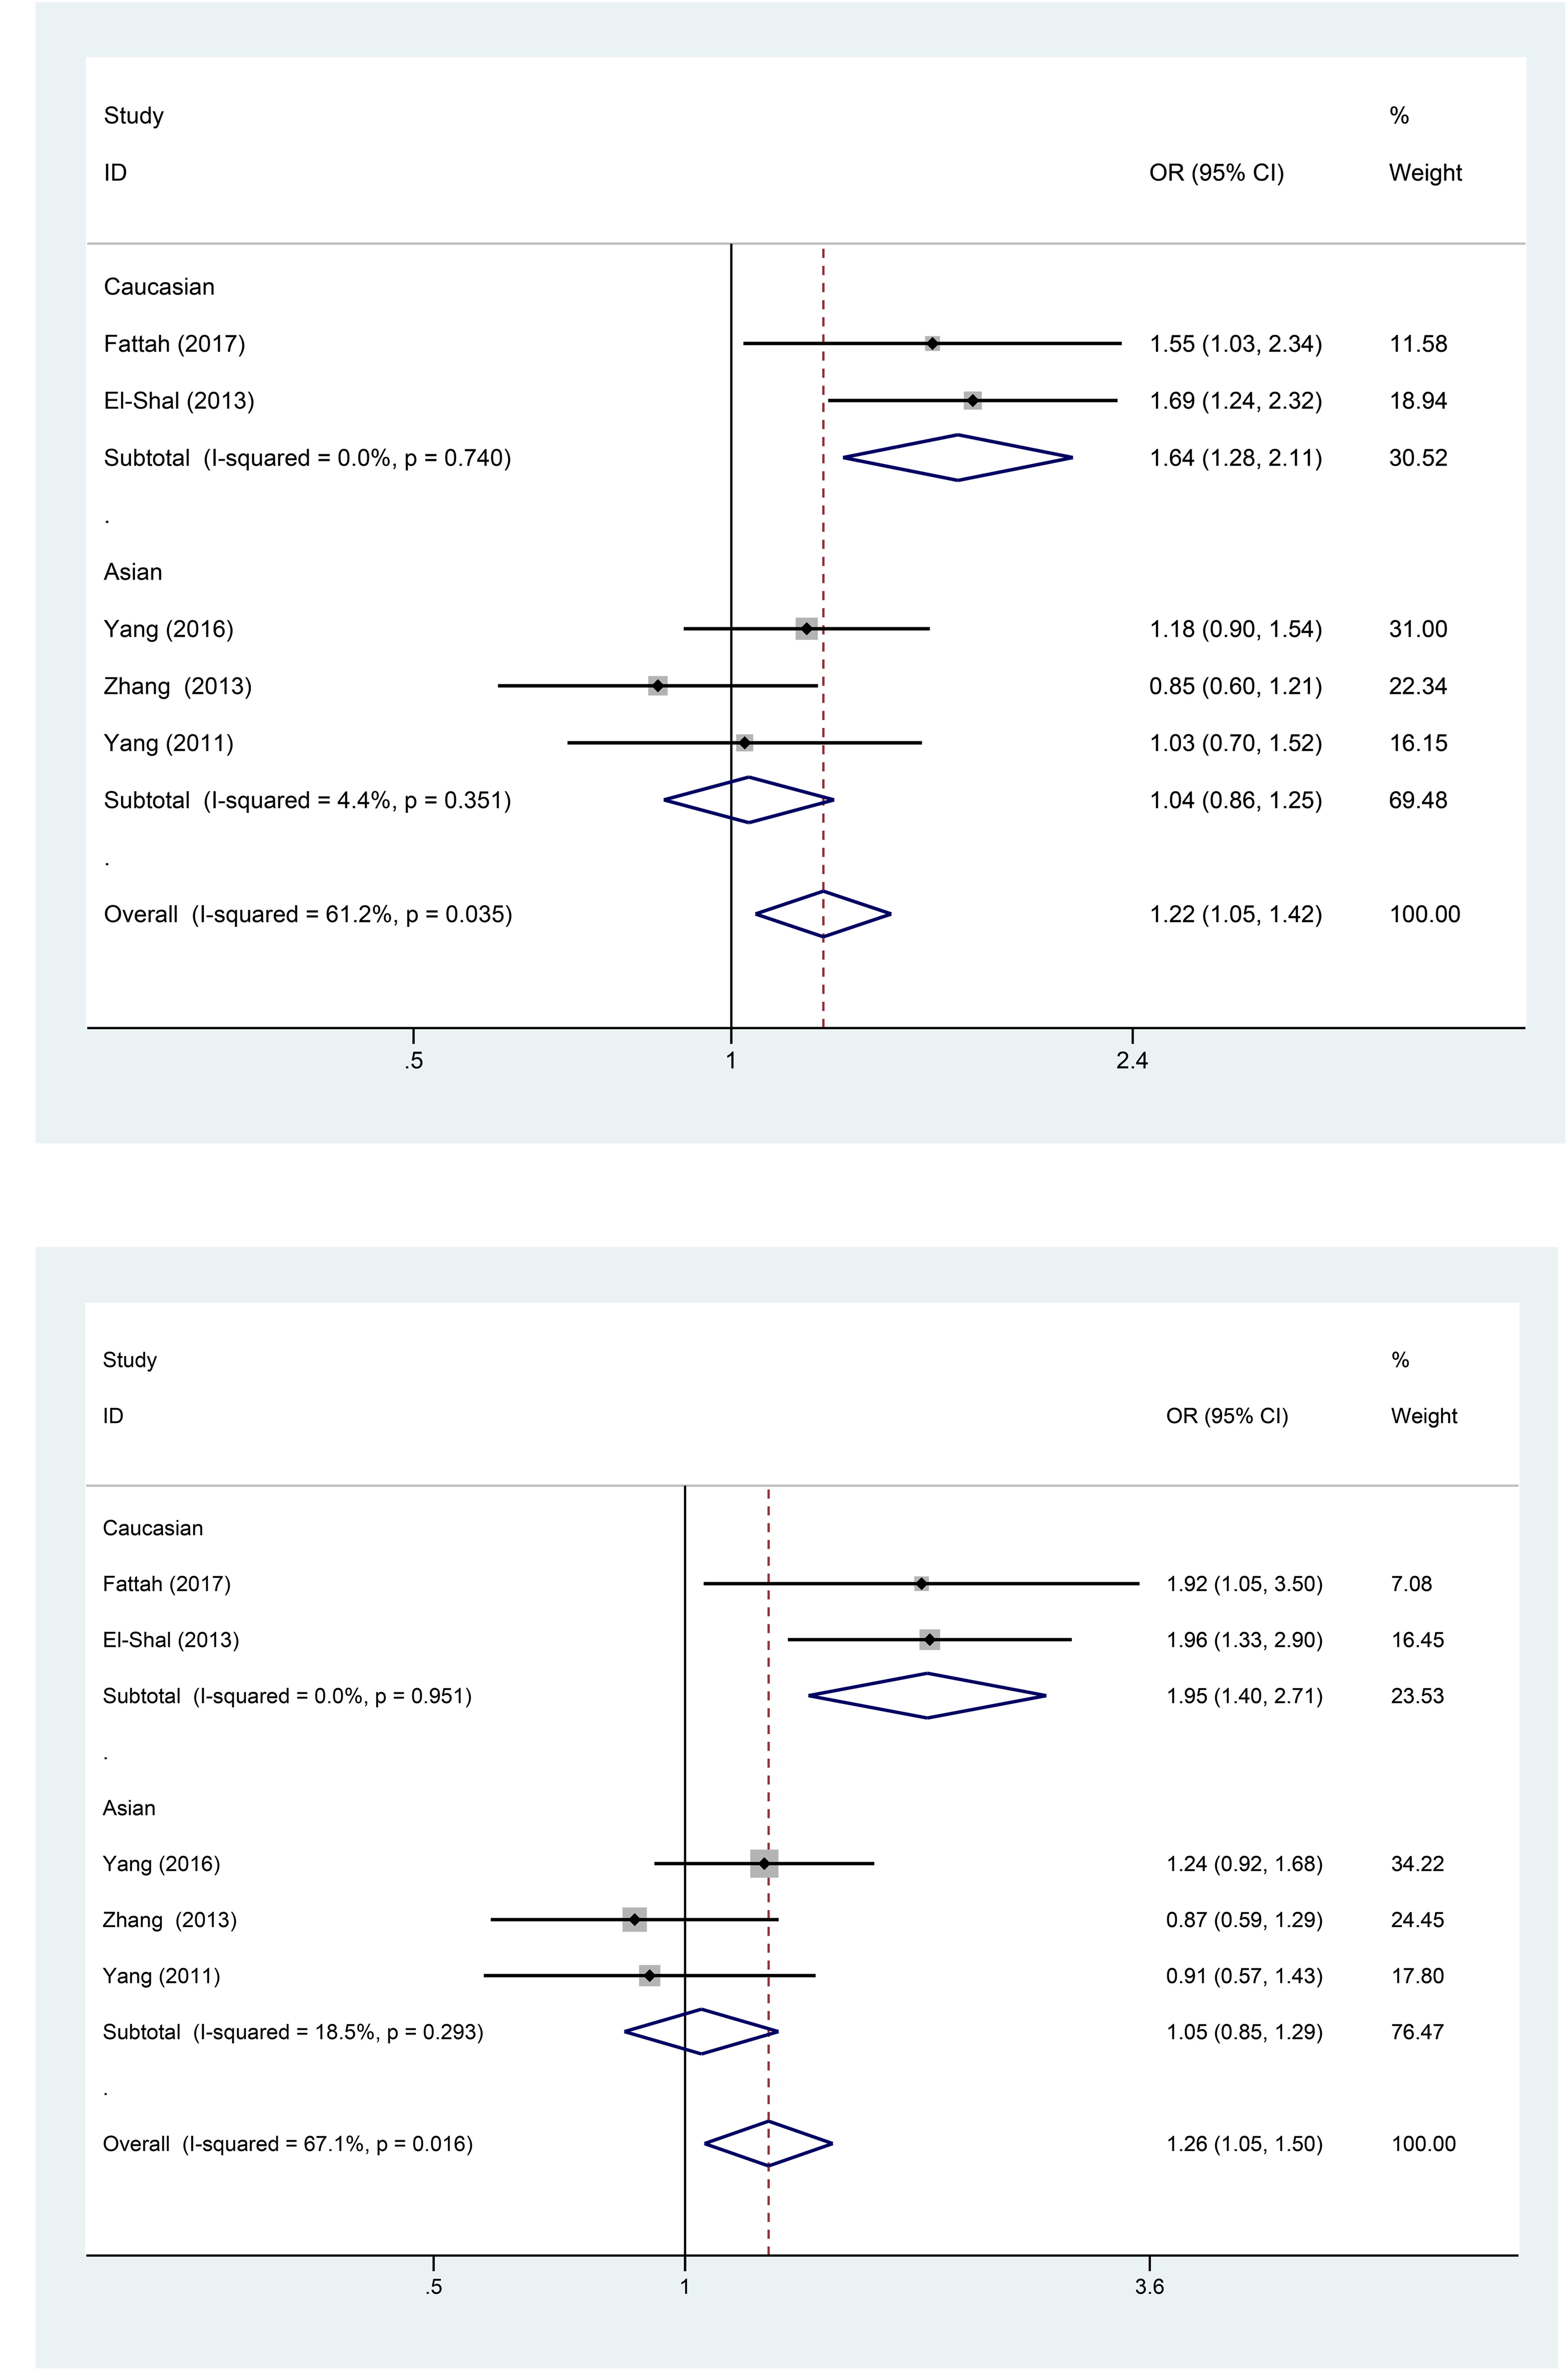 Study %
ID OR (95% CI) Weight
Caucasian
Fattah (2017) 1.55 (1.03, 2.34) 11.58
El-Shal (2013) 1.69 (1.24, 2.32) 18.94
Subtotal (I-squared = 0.0%, p = 0.740) 1.64 (1.28, 2.11) 30.52
.
Asian
Yang (2016) 1.18 (0.90, 1.54) 31.00
Zhang (2013) 0.85 (0.60, 1.21) 22.34
Yang (2011) 1.03 (0.70, 1.52) 16.15
Subtotal (I-squared = 4.4%, p = 0.351) 1.04 (0.86, 1.25) 69.48
.
Overall (I-squared = 61.2%, p = 0.035) 1.22 (1.05, 1.42) 100.00
.5 1 2.4
Study %
ID OR (95% CI) Weight
Caucasian
Fattah (2017) 1.92 (1.05, 3.50) 7.08
El-Shal (2013) 1.96 (1.33, 2.90) 16.45
Subtotal (I-squared = 0.0%, p = 0.951) 1.95 (1.40, 2.71) 23.53
.
Asian
Yang (2016) 1.24 (0.92, 1.68) 34.22
Zhang (2013) 0.87 (0.59, 1.29) 24.45
Yang (2011) 0.91 (0.57, 1.43) 17.80
Subtotal (I-squared = 18.5%, p = 0.293) 1.05 (0.85, 1.29) 76.47
.
Overall (I-squared = 67.1%, p = 0.016) 1.26 (1.05, 1.50) 100.00
.5 1 3.6